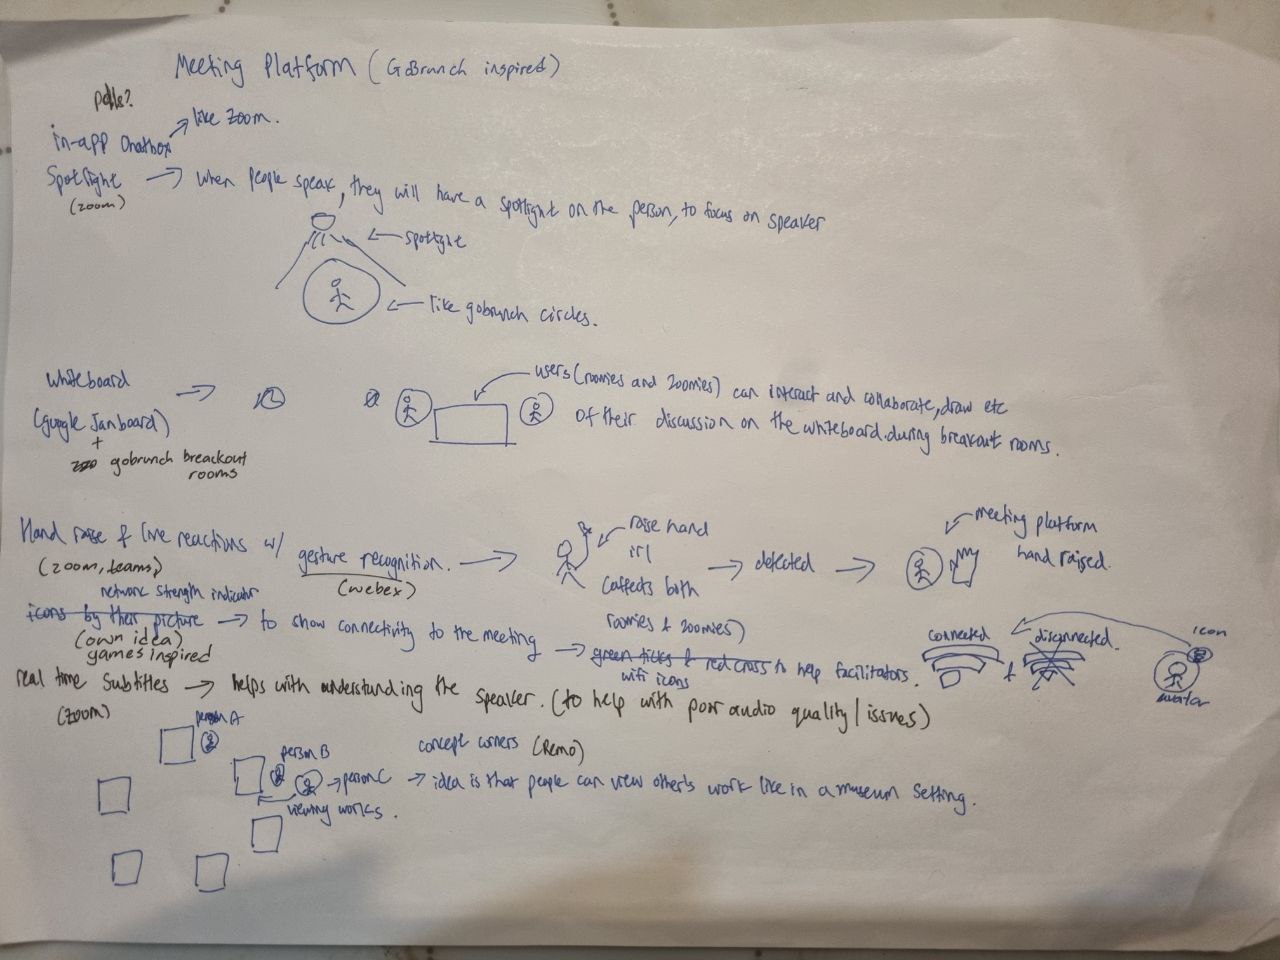 Meeting Platform (GoBrunch inspired)
Polls?
in-app chatbox → like zoom.
Spotlight → when people speak, they will have a spotlight on the person, to focus on speaker
(zoom)
← spotlight
← like gobrunch circles.
whiteboard →
users (roomies and zoomies) can interact and collaborate, draw etc
(google Jamboard)
of their discussion on the whiteboard during breakout rooms.
+
gobrunch breackout
rooms
Hand raise & live reactions w/ gesture recognition. →
(zoom, teams)
(webex)
raise hand
irl
(affects both
roomies & zoomies)
→ detected →
meeting platform
hand raised.
network strength indicator
icons by their picture → to show connectivity to the meeting → green ticks & red cross to help facilitators.
(own idea)
games inspired
wifi icons
connected & disconnected.
icon
avatar
real time subtitles → helps with understanding the speaker. (to help with poor audio quality / issues)
(zoom)
person A
person B
→ person C
viewing works.
concept corners (Remo)
→ idea is that people can view other's work like in a museum setting.